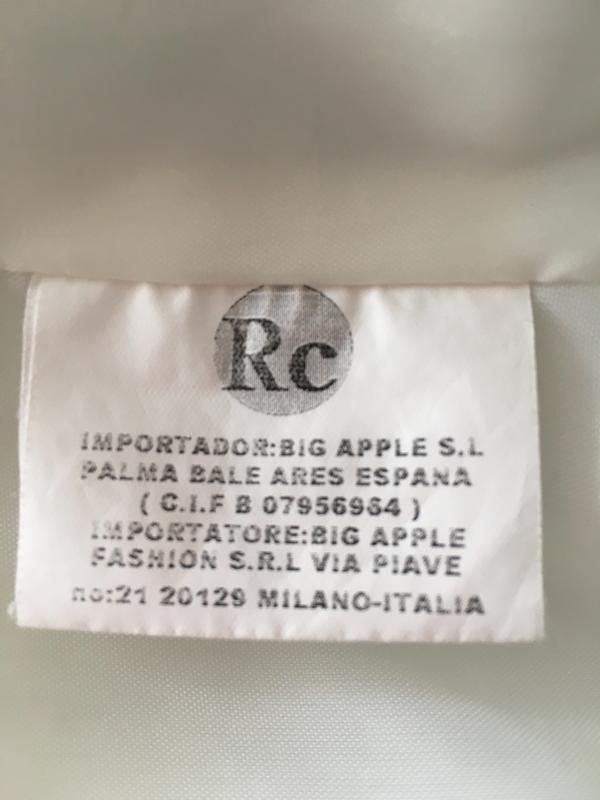 Rc
IMPORTADOR:BIG APPLE S.L
PALMA BALE ARES ESPANA
( C.I.F B 07956964 )
IMPORTATORE:BIG APPLE
FASHION S.R.L VIA PIAVE
no:21 20129 MILANO-ITALIA